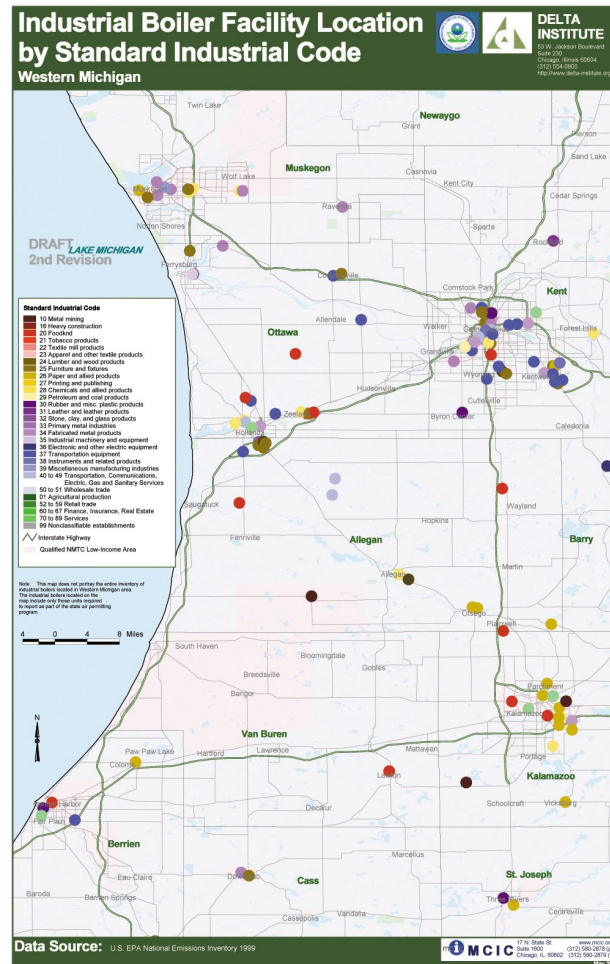 Industrial Boiler Facility Location
by Standard Industrial Code
Western Michigan
DELTA
INSTITUTE
53 W. Jackson Boulevard
Suite 230
Chicago, Illinois 60604
(312) 554-0900
http://www.delta-institute.org
Twin Lake
Newaygo
Grant
Pierson
Sand Lake
Muskegon
Casnovia
Wolf Lake
Kent City
Cedar Springs
Ravenna
Norton Shores
Sparta
Rockford
DRAFT
LAKE MICHIGAN
2nd Revision
Ferrysburg
Coopersville
Comstock Park
Kent
Allendale
Walker
Forest Hills
Ottawa
Grandville
Wyoming
Kentwood
Hudsonville
Cutlerville
Zeeland
Byron Center
Caledonia
Holland
Standard Industrial Code
10 Metal mining
16 Heavy construction
20 Foodknd
21 Tobacco products
22 Textile mill products
23 Apparel and other textile products
24 Lumber and wood products
25 Furniture and fixtures
26 Paper and allied products
27 Printing and publishing
28 Chemicals and allied products
29 Petroleum and coal products
30 Rubber and misc. plastic products
31 Leather and leather products
32 Stone, clay, and glass products
33 Primary metal industries
34 Fabricated metal products
35 Industrial machinery and equipment
36 Electronic and other electric equipment
37 Transportation equipment
38 Instruments and related products
39 Miscellaneous manufacturing industries
40 to 49 Transportation, Communications,
Electric, Gas and Sanitary Services
50 to 51 Wholesale trade
01 Agricultural production
52 to 59 Retail trade
60 to 67 Finance, Insurance, Real Estate
70 to 89 Services
99 Nonclassifiable establishments
Interstate Highway
Qualified NMTC Low-Income Area
Saugatuck
Wayland
Hopkins
Fennville
Allegan
Barry
Martin
Allegan
Otsego
Plainwell
Note: This map does not portray the entire inventory of
industrial boilers located in Western Michigan area.
The industrial boilers located on the
map include only those units required
to report as part of the state air permitting
program.
4 0 4 8 Miles
South Haven
Bloomingdale
Gobles
Breedsville
Bangor
Parchment
Kalamazoo
N
Van Buren
Paw Paw Lake
Hartford
Lawrence
Mattawan
Coloma
Portage
Lawton
Kalamazoo
Harbor
Decatur
Schoolcraft
Vicksburg
Fair Plain
Berrien
Marcellus
Eau Claire
Cass
St. Joseph
Baroda
Berrien Springs
Three Rivers
Vandalia
Centreville
Cassopolis
Data Source: U.S. EPA National Emissions Inventory 1999
MCIC
17 N. State St.
Suite 1600
Chicago, IL. 60602
(312) 580-2878
(312) 580-2879